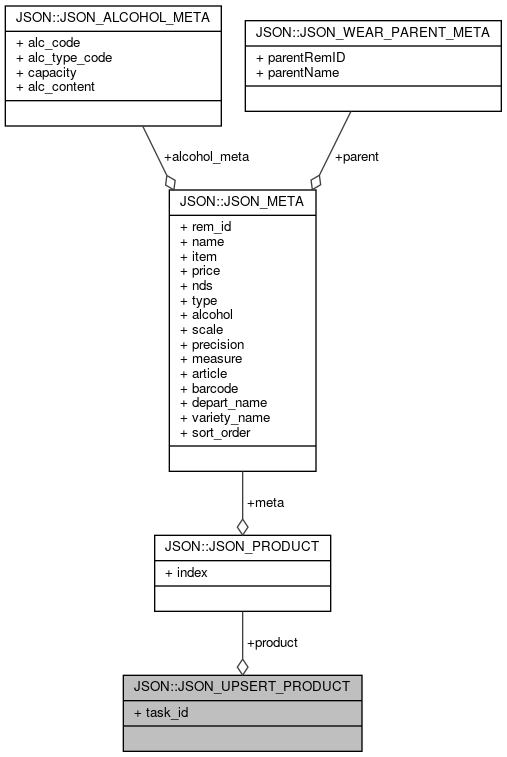 JSON::JSON_ALCOHOL_META
+ alc_code
+ alc_type_code
+ capacity
+ alc_content
JSON::JSON_WEAR_PARENT_META
+ parentRemID
+ parentName
+alcohol_meta
+parent
JSON::JSON_META
+ rem_id
+ name
+ item
+ price
+ nds
+ type
+ alcohol
+ scale
+ precision
+ measure
+ article
+ barcode
+ depart_name
+ variety_name
+ sort_order
+meta
JSON::JSON_PRODUCT
+ index
+product
JSON::JSON_UPSERT_PRODUCT
+ task_id